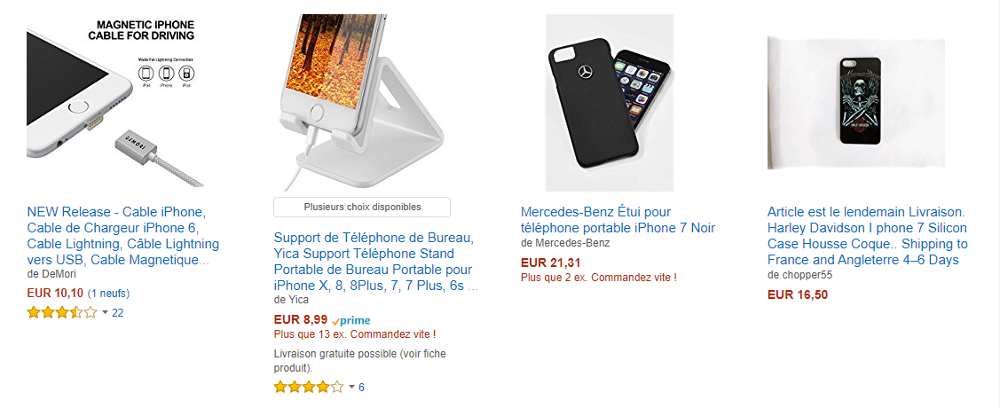 MAGNETIC IPHONE
CABLE FOR DRIVING
Made For Lightning Connection
iPad
iPhone
iPod
DEMORI
NEW Release - Cable iPhone,
Cable de Chargeur iPhone 6,
Cable Lightning, Câble Lightning
vers USB, Cable Magnetique...
de DeMori
EUR 10,10 (1 neufs)
22
Plusieurs choix disponibles
Support de Téléphone de Bureau,
Yica Support Téléphone Stand
Portable de Bureau Portable pour
iPhone X, 8, 8Plus, 7, 7 Plus, 6s ...
de Yica
EUR 8,99 prime
Plus que 13 ex. Commandez vite !
Livraison gratuite possible (voir fiche
produit).
6
Mercedes-Benz Étui pour
téléphone portable iPhone 7 Noir
de Mercedes-Benz
EUR 21,31
Plus que 2 ex. Commandez vite !
Article est le lendemain Livraison.
Harley Davidson I phone 7 Silicon
Case Housse Coque.. Shipping to
France and Angleterre 4–6 Days
de chopper55
EUR 16,50